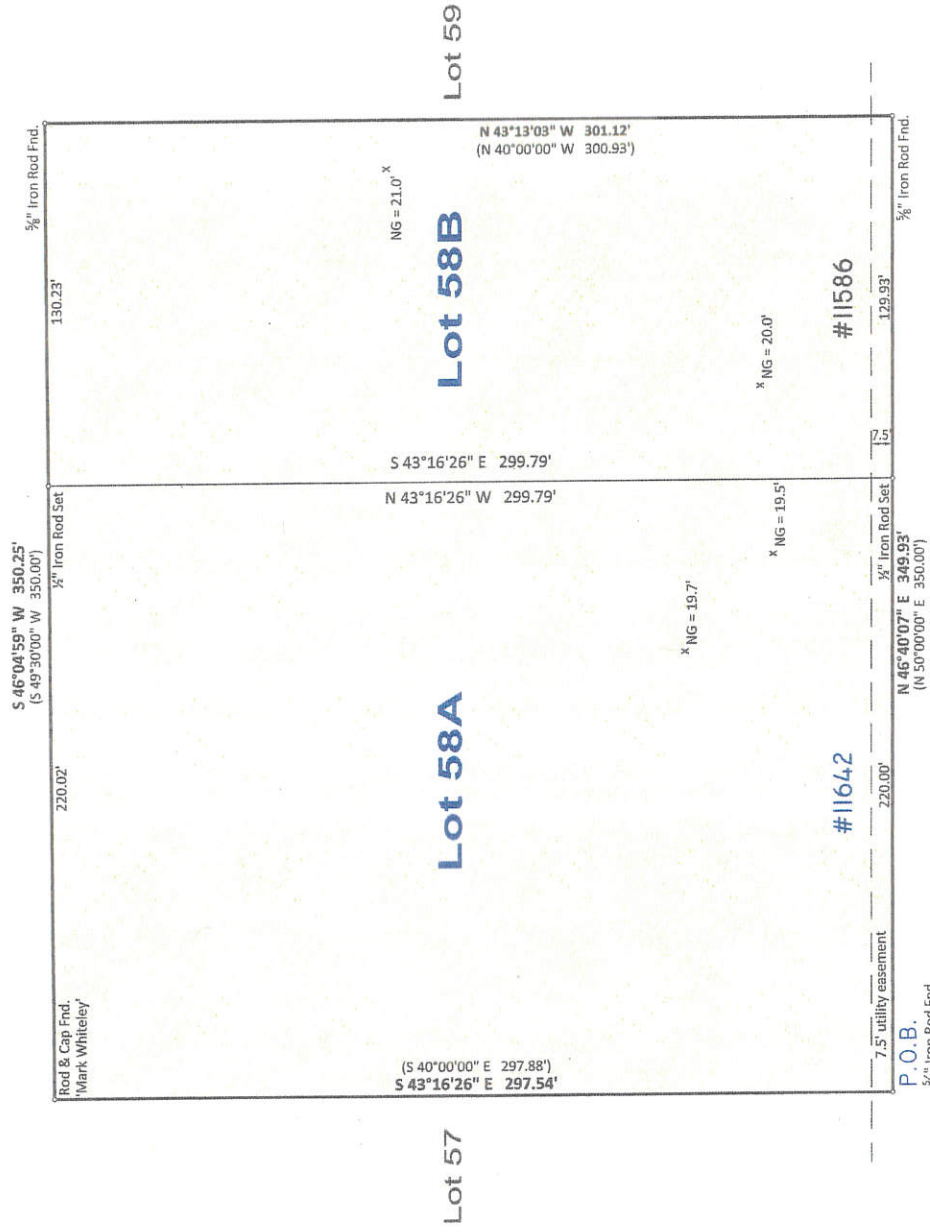 S 46°04'59" W 350.25'
(S 49°30'00" W 350.00')
Rod & Cap Fnd.
'Mark Whiteley'
220.02'
½" Iron Rod Set
130.23'
⅝" Iron Rod Fnd.
Lot 57
(S 40°00'00" E 297.88')
S 43°16'26" E 297.54'
Lot 58A
N 43°16'26" W 299.79'
S 43°16'26" E 299.79'
Lot 58B
NG = 21.0' x
N 43°13'03" W 301.12'
(N 40°00'00" W 300.93')
Lot 59
x NG = 19.7'
x NG = 19.5'
x NG = 20.0'
#11642
#11586
7.5' utility easement
220.00'
½" Iron Rod Set
7.5'
129.93'
⅝" Iron Rod Fnd.
P.O.B.
N 46°40'07" E 349.93'
(N 50°00'00" E 350.00')
Iron Rod Fnd.